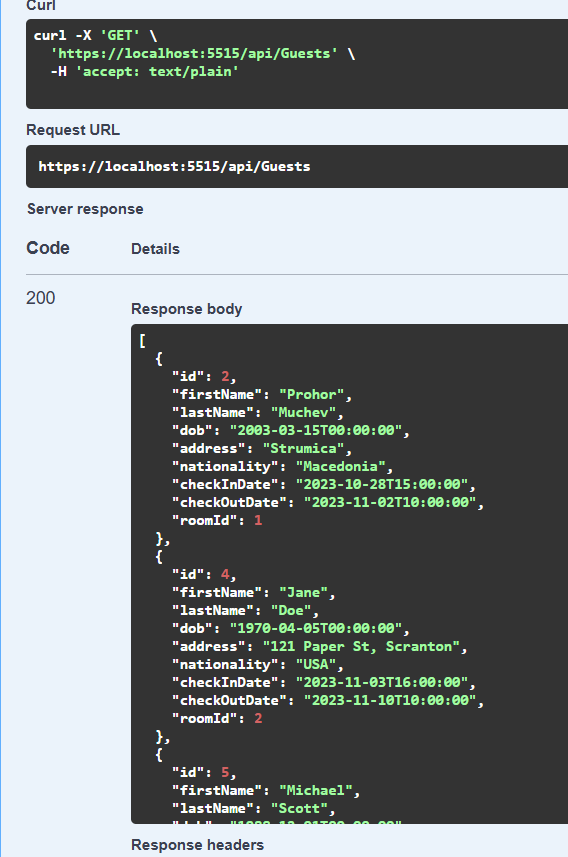 Curl
curl -X 'GET' \
  'https://localhost:5515/api/Guests' \
  -H 'accept: text/plain'
Request URL
https://localhost:5515/api/Guests
Server response
Code Details
200
Response body
[
  {
    "id": 2,
    "firstName": "Prohor",
    "lastName": "Muchev",
    "dob": "2003-03-15T00:00:00",
    "address": "Strumica",
    "nationality": "Macedonia",
    "checkInDate": "2023-10-28T15:00:00",
    "checkOutDate": "2023-11-02T10:00:00",
    "roomId": 1
  },
  {
    "id": 4,
    "firstName": "Jane",
    "lastName": "Doe",
    "dob": "1970-04-05T00:00:00",
    "address": "121 Paper St, Scranton",
    "nationality": "USA",
    "checkInDate": "2023-11-03T16:00:00",
    "checkOutDate": "2023-11-10T10:00:00",
    "roomId": 2
  },
  {
    "id": 5,
    "firstName": "Michael",
    "lastName": "Scott",
Response headers